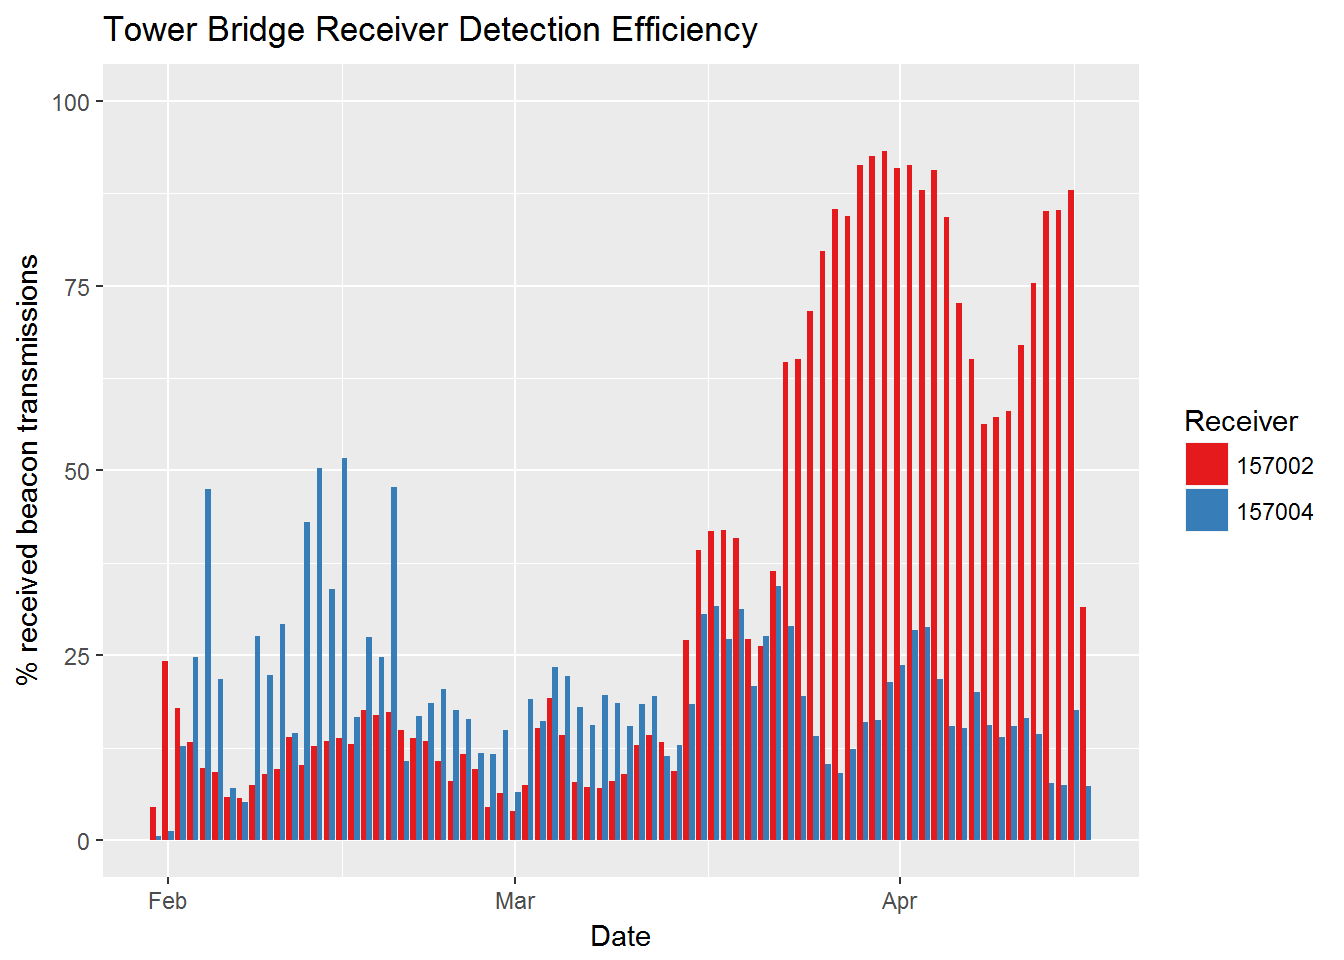 Tower Bridge Receiver Detection Efficiency
100
75
50
25
0
% received beacon transmissions
Feb
Mar
Apr
Date
Receiver
157002
157004